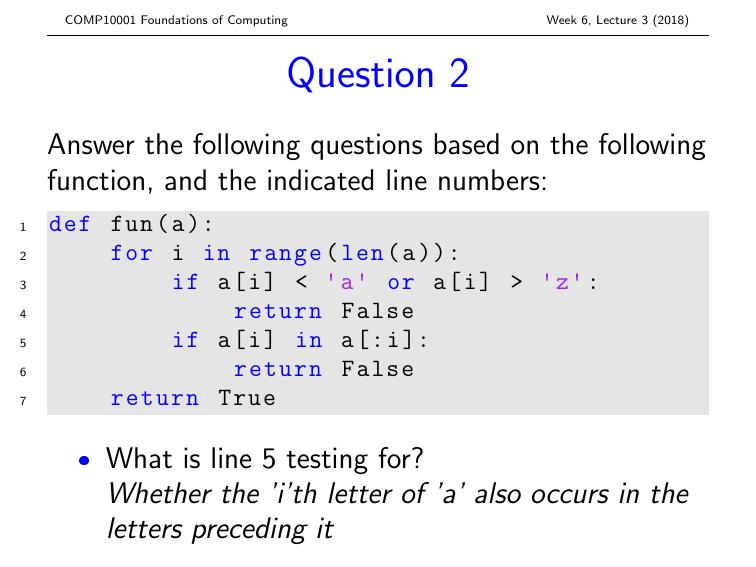 COMP10001 Foundations of Computing
Week 6, Lecture 3 (2018)
Question 2
Answer the following questions based on the following
function, and the indicated line numbers:
1 def fun(a):
2     for i in range(len(a)):
3         if a[i] < 'a' or a[i] > 'z':
4             return False
5         if a[i] in a[:i]:
6             return False
7     return True
• What is line 5 testing for?
Whether the 'i'th letter of 'a' also occurs in the
letters preceding it